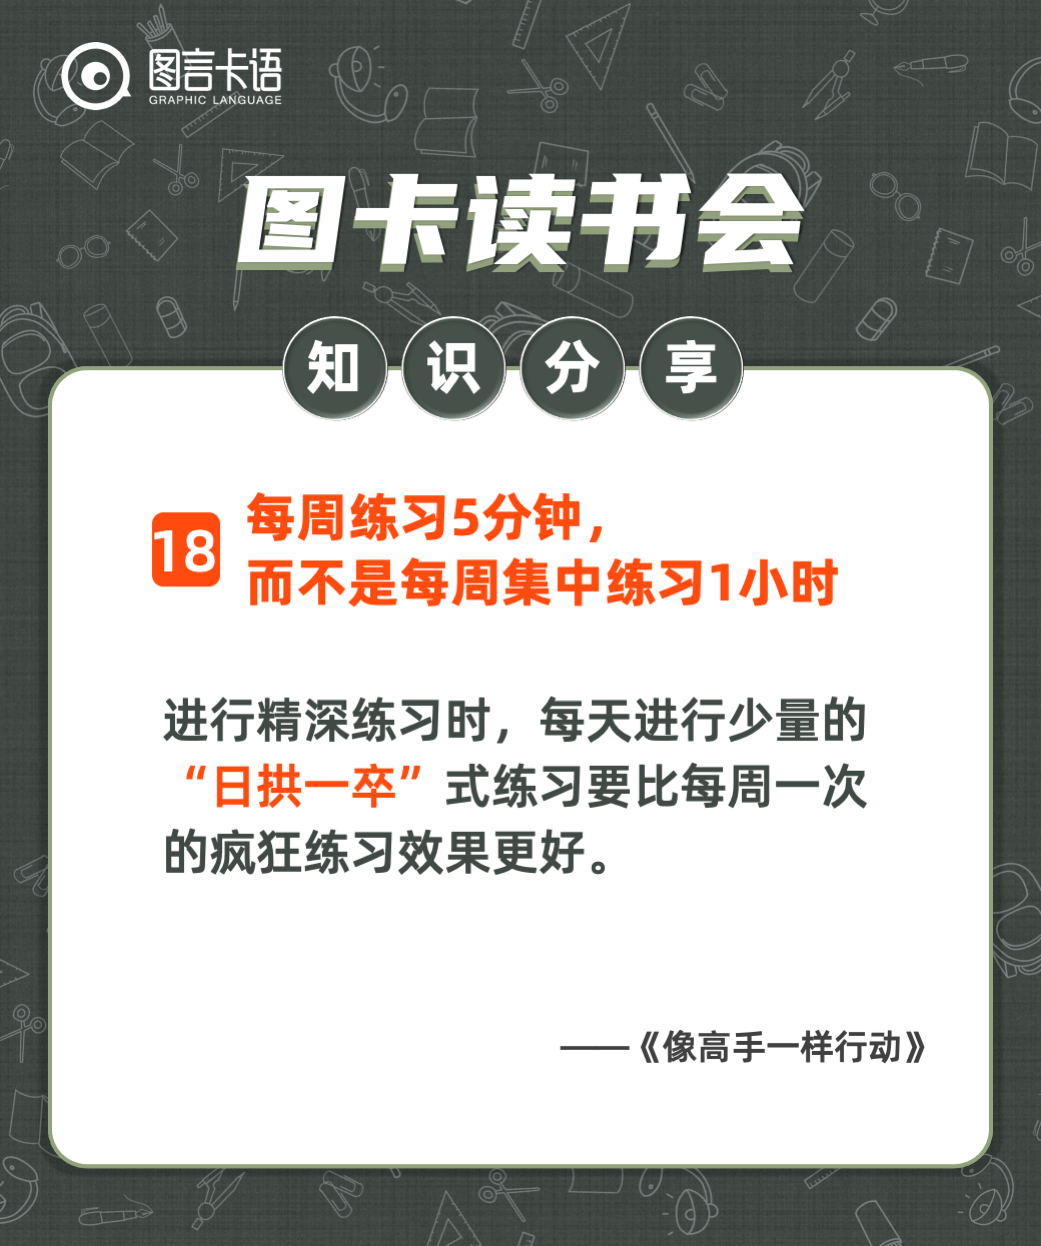 图言卡语
GRAPHIC LANGUAGE
图卡读书会
知识分享
18
每周练习5分钟，
而不是每周集中练习1小时
进行精深练习时，每天进行少量的
“日拱一卒”式练习要比每周一次
的疯狂练习效果更好。
——《像高手一样行动》